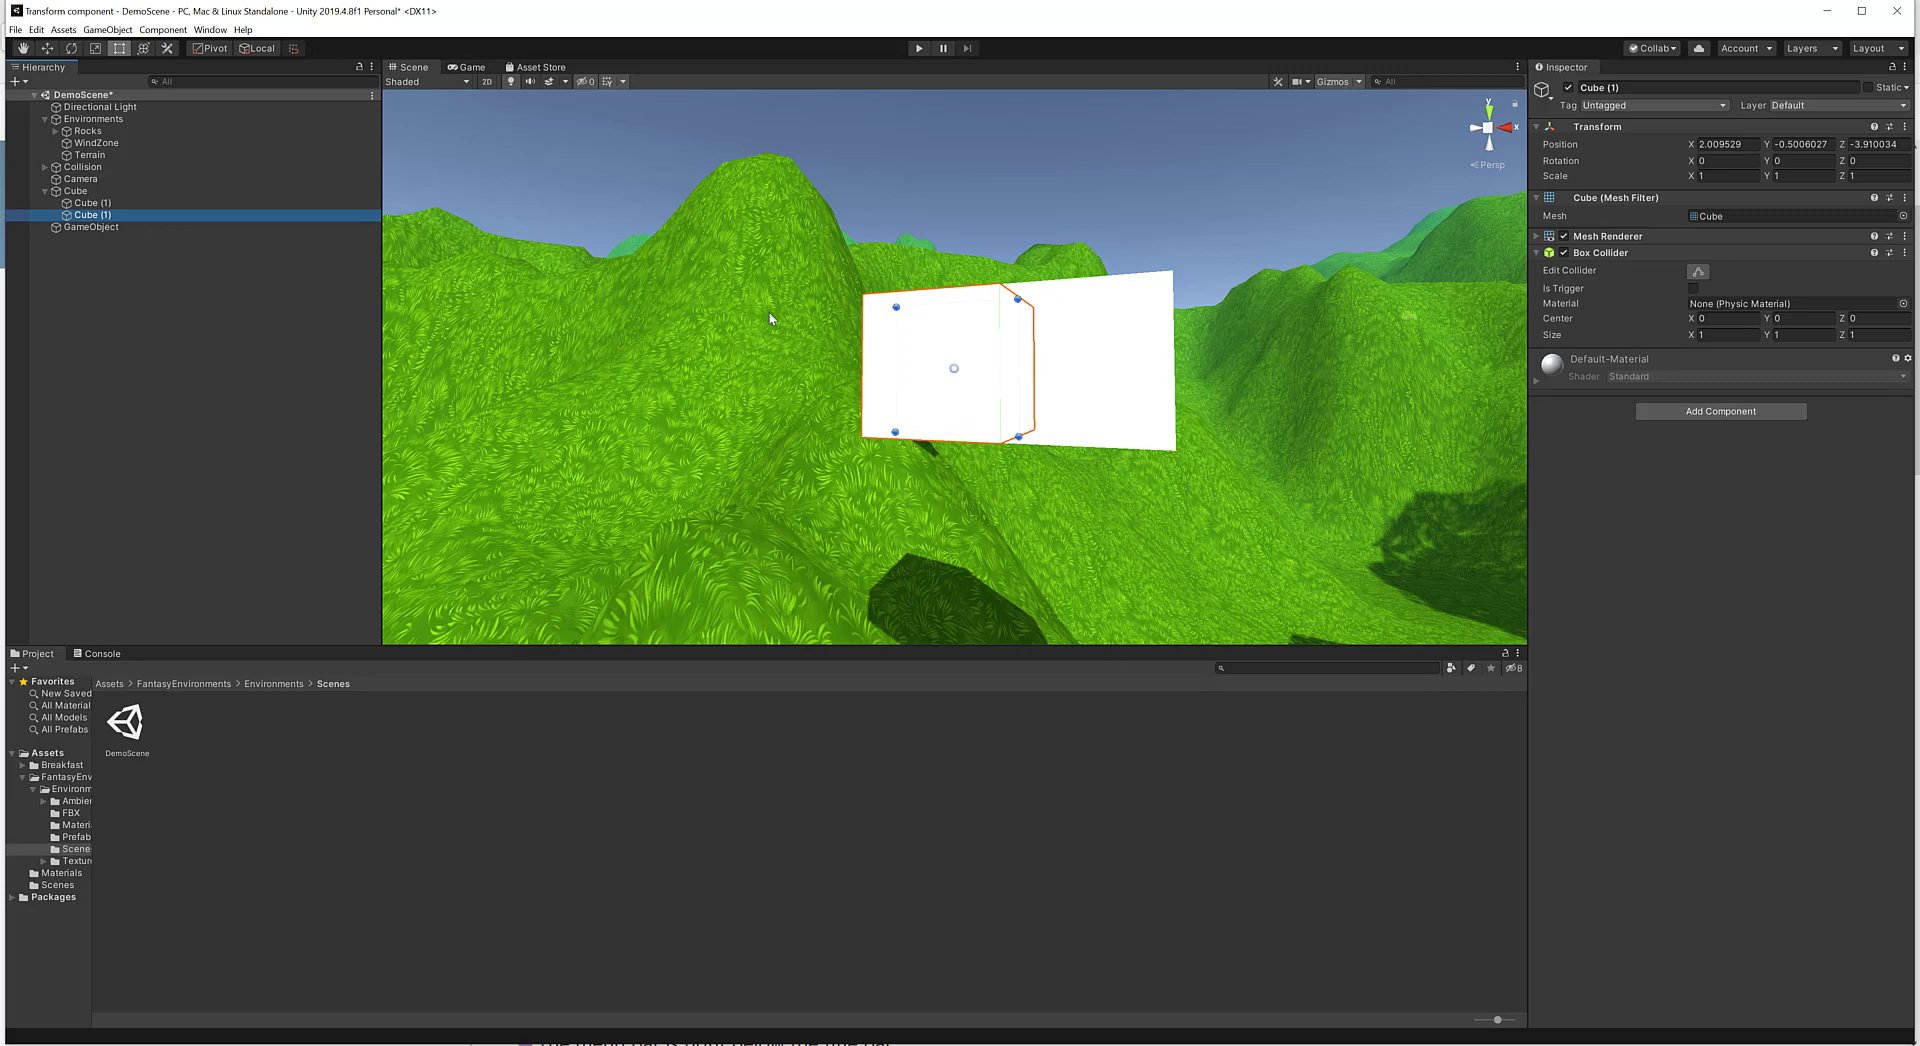 Transform component - DemoScene - PC, Mac & Linux Standalone - Unity 2019.4.8f1 Personal* <DX11>
File Edit Assets GameObject Component Window Help
Pivot Local Collab Account Layers Layout
Hierarchy
All
DemoScene*
Directional Light
Environments
Rocks
WindZone
Terrain
Collision
Camera
Cube
Cube (1)
Cube (1)
GameObject
Scene Game Asset Store
Shaded 2D 0 Gizmos All
y
x
Persp
Inspector
Cube (1) Static
Tag Untagged Layer Default
Transform
Position X 2.009529 Y -0.5006027 Z -3.910034
Rotation X 0 Y 0 Z 0
Scale X 1 Y 1 Z 1
Cube (Mesh Filter)
Mesh Cube
Mesh Renderer
Box Collider
Edit Collider
Is Trigger
Material None (Physic Material)
Center X 0 Y 0 Z 0
Size X 1 Y 1 Z 1
Default-Material
Shader Standard
Add Component
Project Console
8
Favorites
New Saved
All Material
All Models
All Prefabs
Assets
Breakfast
FantasyEnv
Environm
Ambier
FBX
Materi
Prefab
Scene
Textur
Materials
Scenes
Packages
Assets > FantasyEnvironments > Environments > Scenes
DemoScene